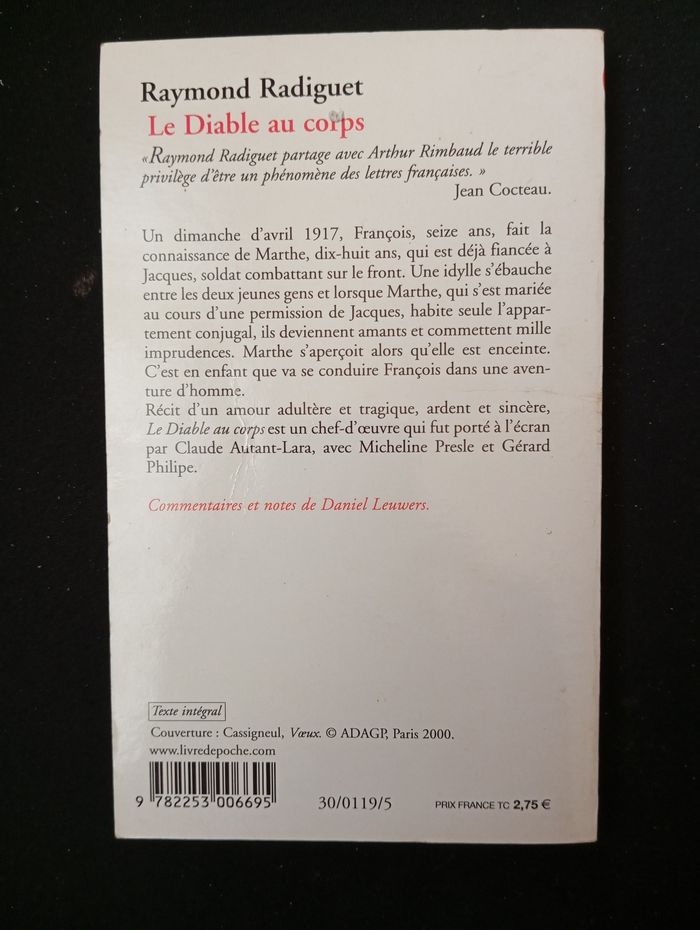 Raymond Radiguet
Le Diable au corps
«Raymond Radiguet partage avec Arthur Rimbaud le terrible
privilège d'être un phénomène des lettres françaises. »
Jean Cocteau.
Un dimanche d'avril 1917, François, seize ans, fait la
connaissance de Marthe, dix-huit ans, qui est déjà fiancée à
Jacques, soldat combattant sur le front. Une idylle s'ébauche
entre les deux jeunes gens et lorsque Marthe, qui s'est mariée
au cours d'une permission de Jacques, habite seule l'appar-
tement conjugal, ils deviennent amants et commettent mille
imprudences. Marthe s'aperçoit alors qu'elle est enceinte.
C'est en enfant que va se conduire François dans une aven-
ture d'homme.
Récit d'un amour adultère et tragique, ardent et sincère,
Le Diable au corps est un chef-d'œuvre qui fut porté à l'écran
par Claude Autant-Lara, avec Micheline Presle et Gérard
Philipe.
Commentaires et notes de Daniel Leuwers.
Texte intégral
Couverture : Cassigneul, Vœux. © ADAGP, Paris 2000.
www.livredepoche.com
9 782253 006695
30/0119/5
PRIX FRANCE TC 2,75 €